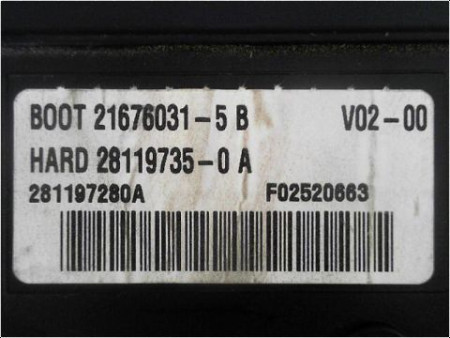 BOOT 21676031-5 B V02-00
HARD 28119735-0 A
281197280A F02520663